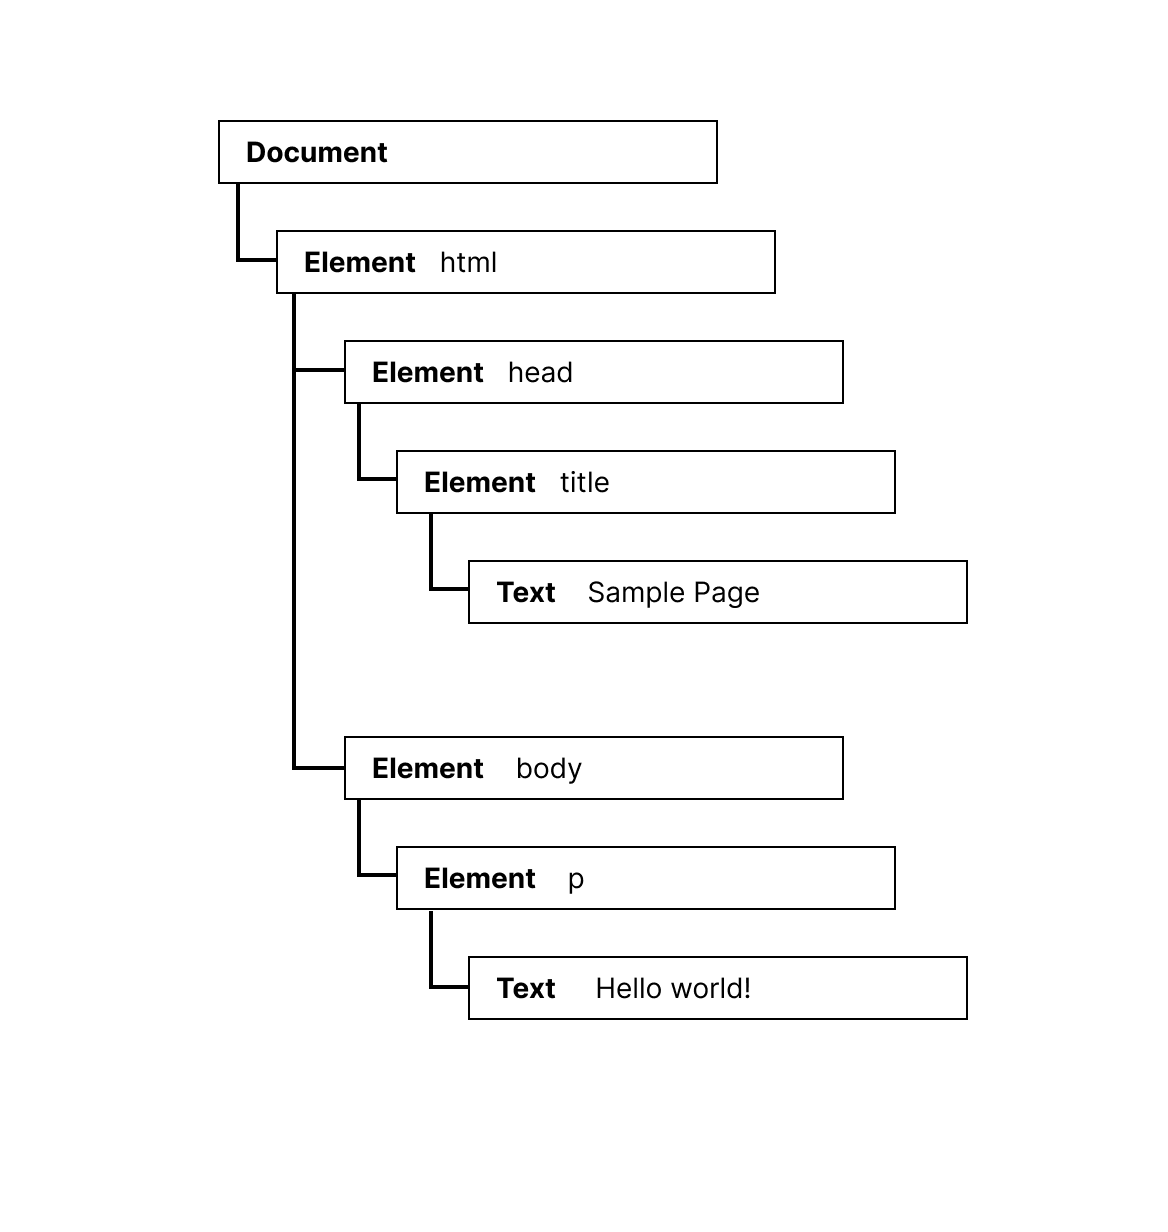 Document
Element html
Element head
Element title
Text Sample Page
Element body
Element p
Text Hello world!